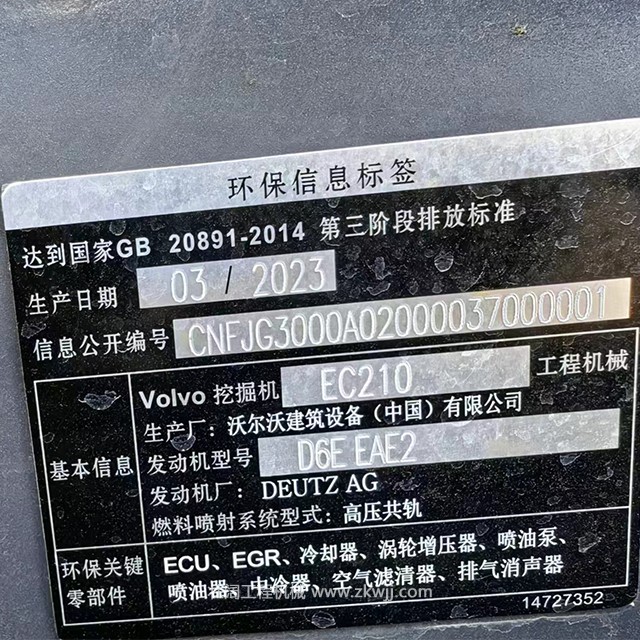 环保信息标签
达到国家GB 20891-2014 第三阶段排放标准
生产日期 03 / 2023
信息公开编号 CNFJG3000A02000037000001
基本信息
Volvo 挖掘机 EC210 工程机械
生产厂：沃尔沃建筑设备（中国）有限公司
发动机型号 D6E EAE2
发动机厂：DEUTZ AG
燃料喷射系统型式：高压共轨
环保关键零部件
ECU、EGR、冷却器、涡轮增压器、喷油泵、
喷油器、中冷器、空气滤清器、排气消声器
工程机械 www.zkwjj.com
14727352